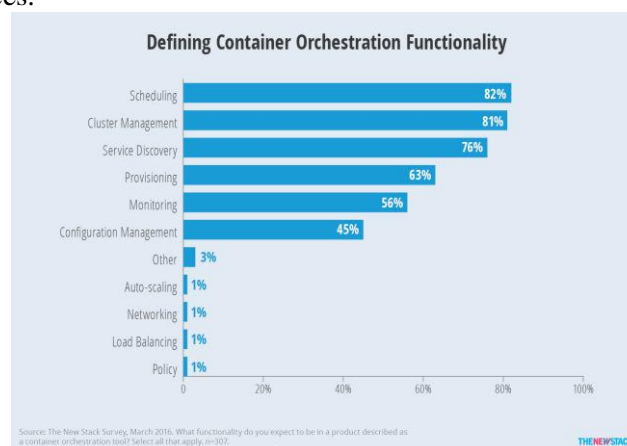 Defining Container Orchestration Functionality
Scheduling 82%
Cluster Management 81%
Service Discovery 76%
Provisioning 63%
Monitoring 56%
Configuration Management 45%
Other 3%
Auto-scaling 1%
Networking 1%
Load Balancing 1%
Policy 1%
0 20% 40% 60% 80% 100%
Source: The New Stack Survey, March 2016. What functionality do you expect to be in a product described as
a container orchestration tool? Select all that apply. n=307.
THENEWSTACK